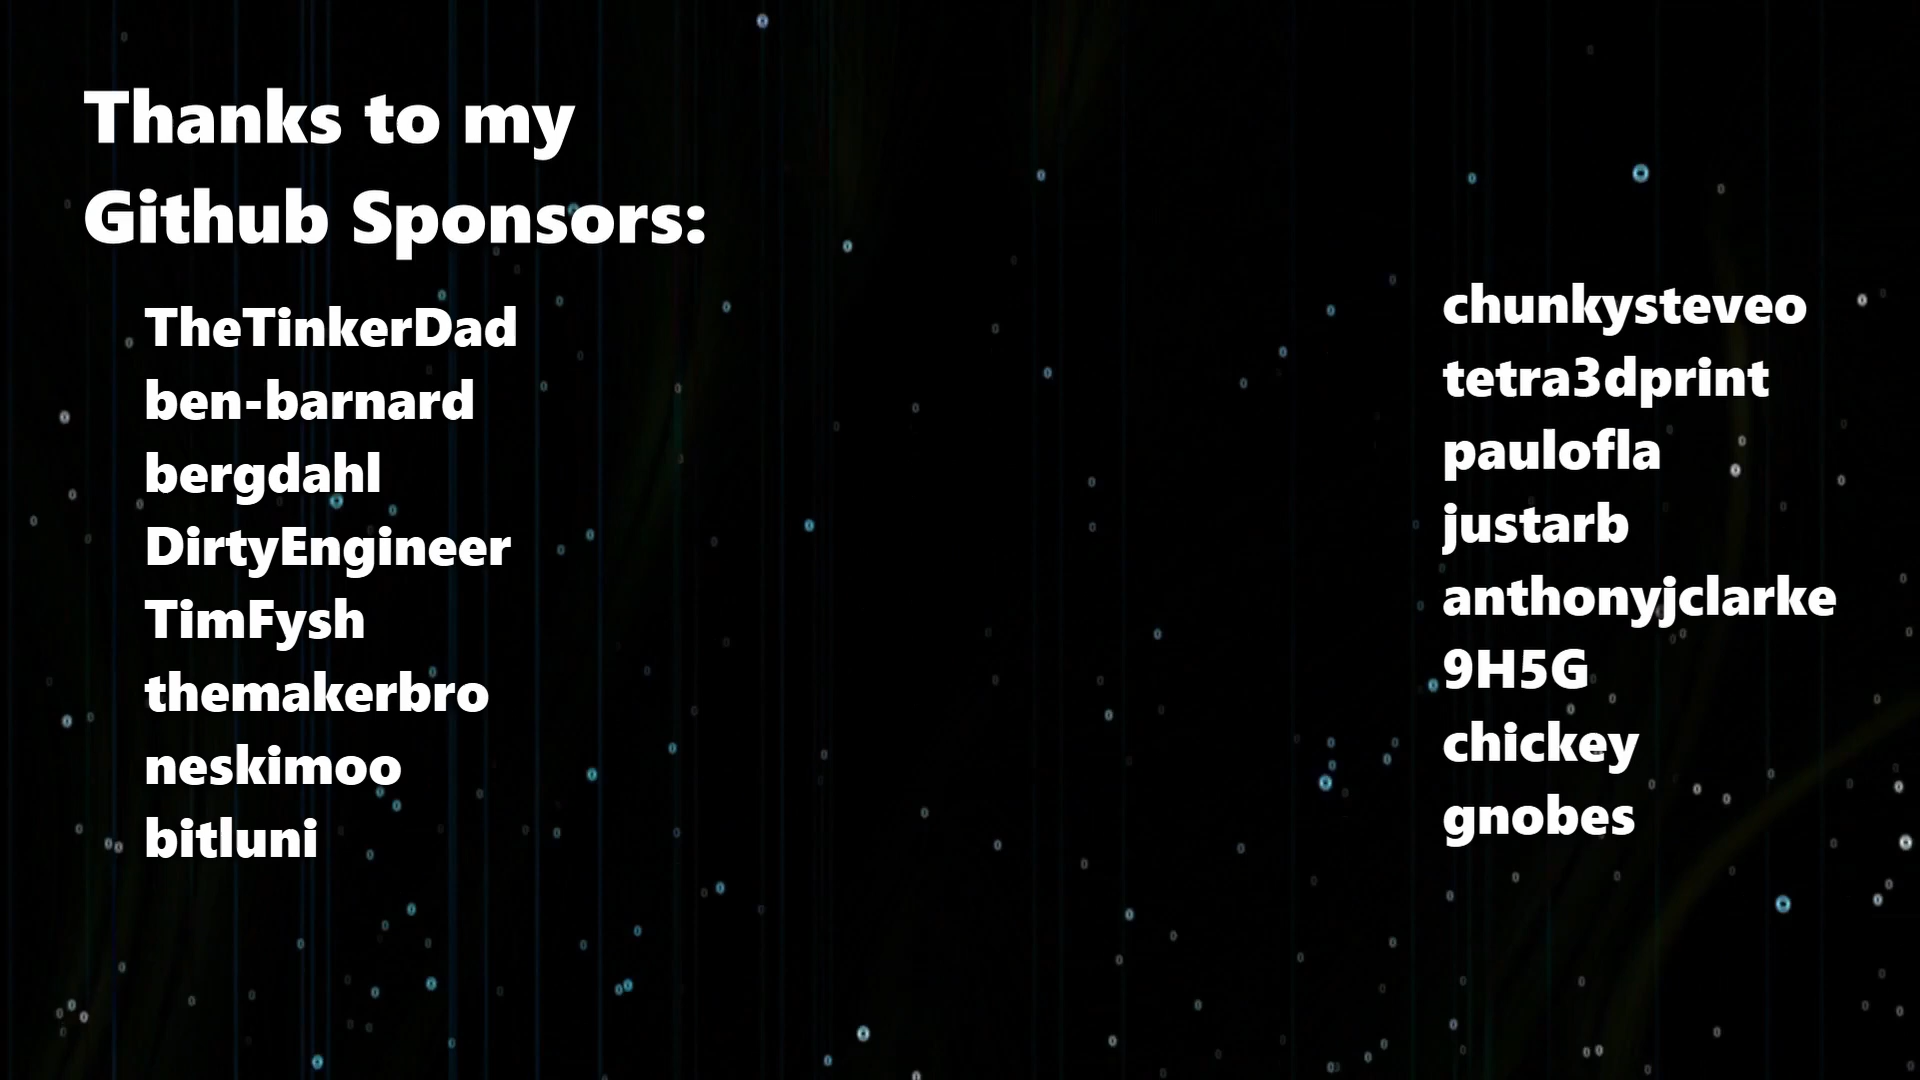 Thanks to my
Github Sponsors:
TheTinkerDad
ben-barnard
bergdahl
DirtyEngineer
TimFysh
themakerbro
neskimoo
bitluni
chunkysteveo
tetra3dprint
paulofla
justarb
anthonyjclarke
9H5G
chickey
gnobes